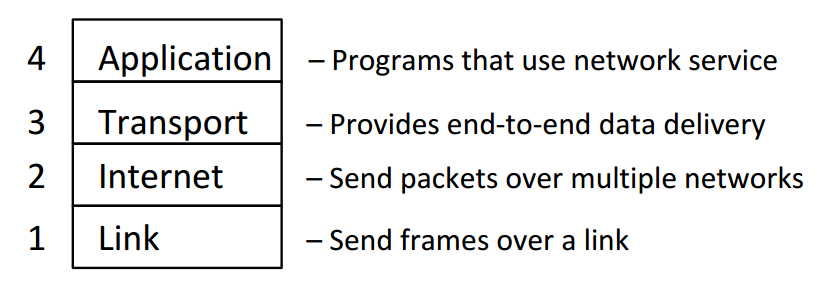 4 Application – Programs that use network service
3 Transport – Provides end-to-end data delivery
2 Internet – Send packets over multiple networks
1 Link – Send frames over a link